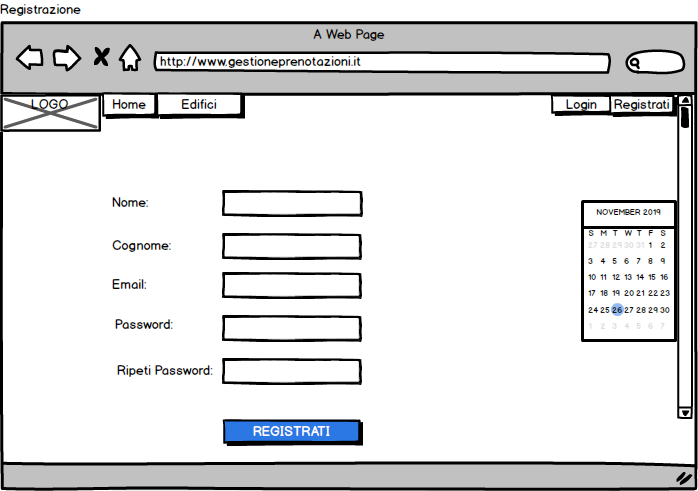 Registrazione
A Web Page
http://www.gestioneprenotazioni.it
LOGO
Home
Edifici
Login
Registrati
Nome:
Cognome:
Email:
Password:
Ripeti Password:
REGISTRATI
NOVEMBER 2019
S M T W T F S
27 28 29 30 31 1 2
3 4 5 6 7 8 9
10 11 12 13 14 15 16
17 18 19 20 21 22 23
24 25 26 27 28 29 30
1 2 3 4 5 6 7